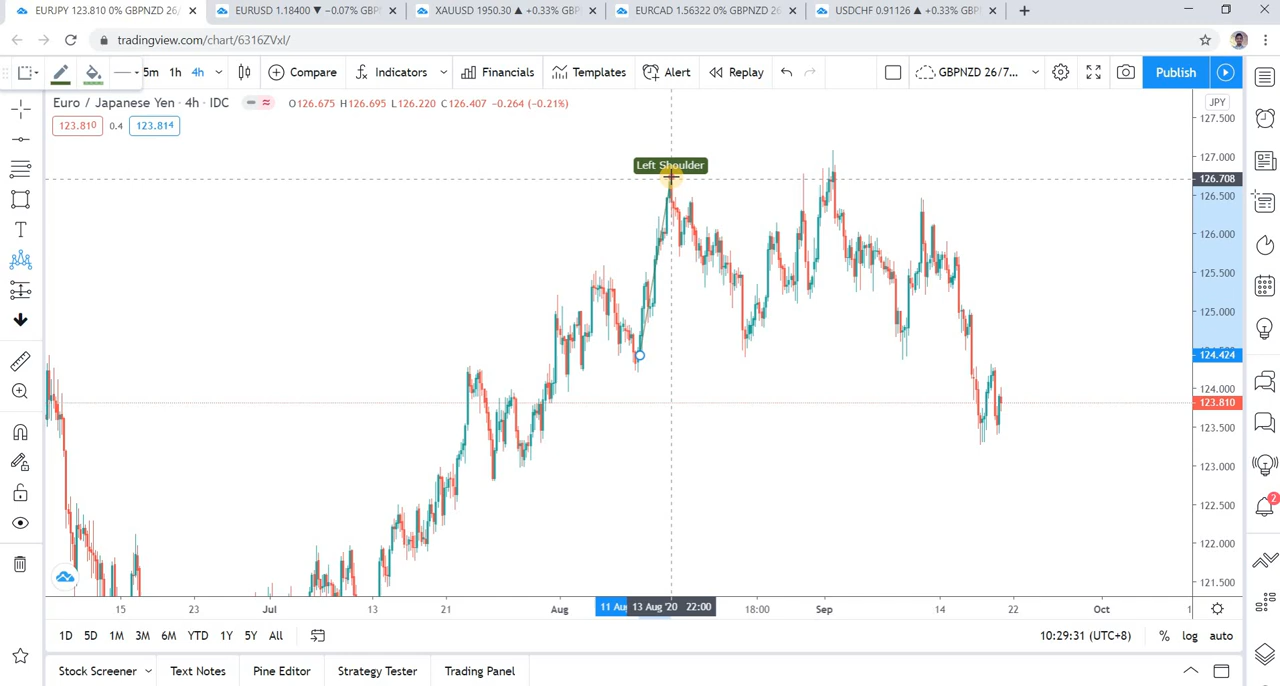 EURJPY 123.810 0% GBPNZD 26/
EURUSD 1.18400 ▼ −0.07% GBP
XAUUSD 1950.30 ▲ +0.33% GBP
EURCAD 1.56322 0% GBPNZD 26
USDCHF 0.91126 ▲ +0.33% GBP
tradingview.com/chart/6316ZVxI/
5m 1h 4h Compare Indicators Financials Templates Alert Replay GBPNZD 26/7... Publish
Euro / Japanese Yen · 4h · IDC O126.675 H126.695 L126.220 C126.407 −0.264 (−0.21%)
123.810 0.4 123.814
JPY
127.500
127.000
126.708
126.500
126.000
125.500
125.000
124.424
124.000
123.810
123.500
123.000
122.500
122.000
121.500
Left Shoulder
2
15 23 Jul 13 21 Aug 11 Aug 13 Aug '20 22:00 18:00 Sep 14 22 Oct 1
1D 5D 1M 3M 6M YTD 1Y 5Y All 10:29:31 (UTC+8) % log auto
Stock Screener Text Notes Pine Editor Strategy Tester Trading Panel